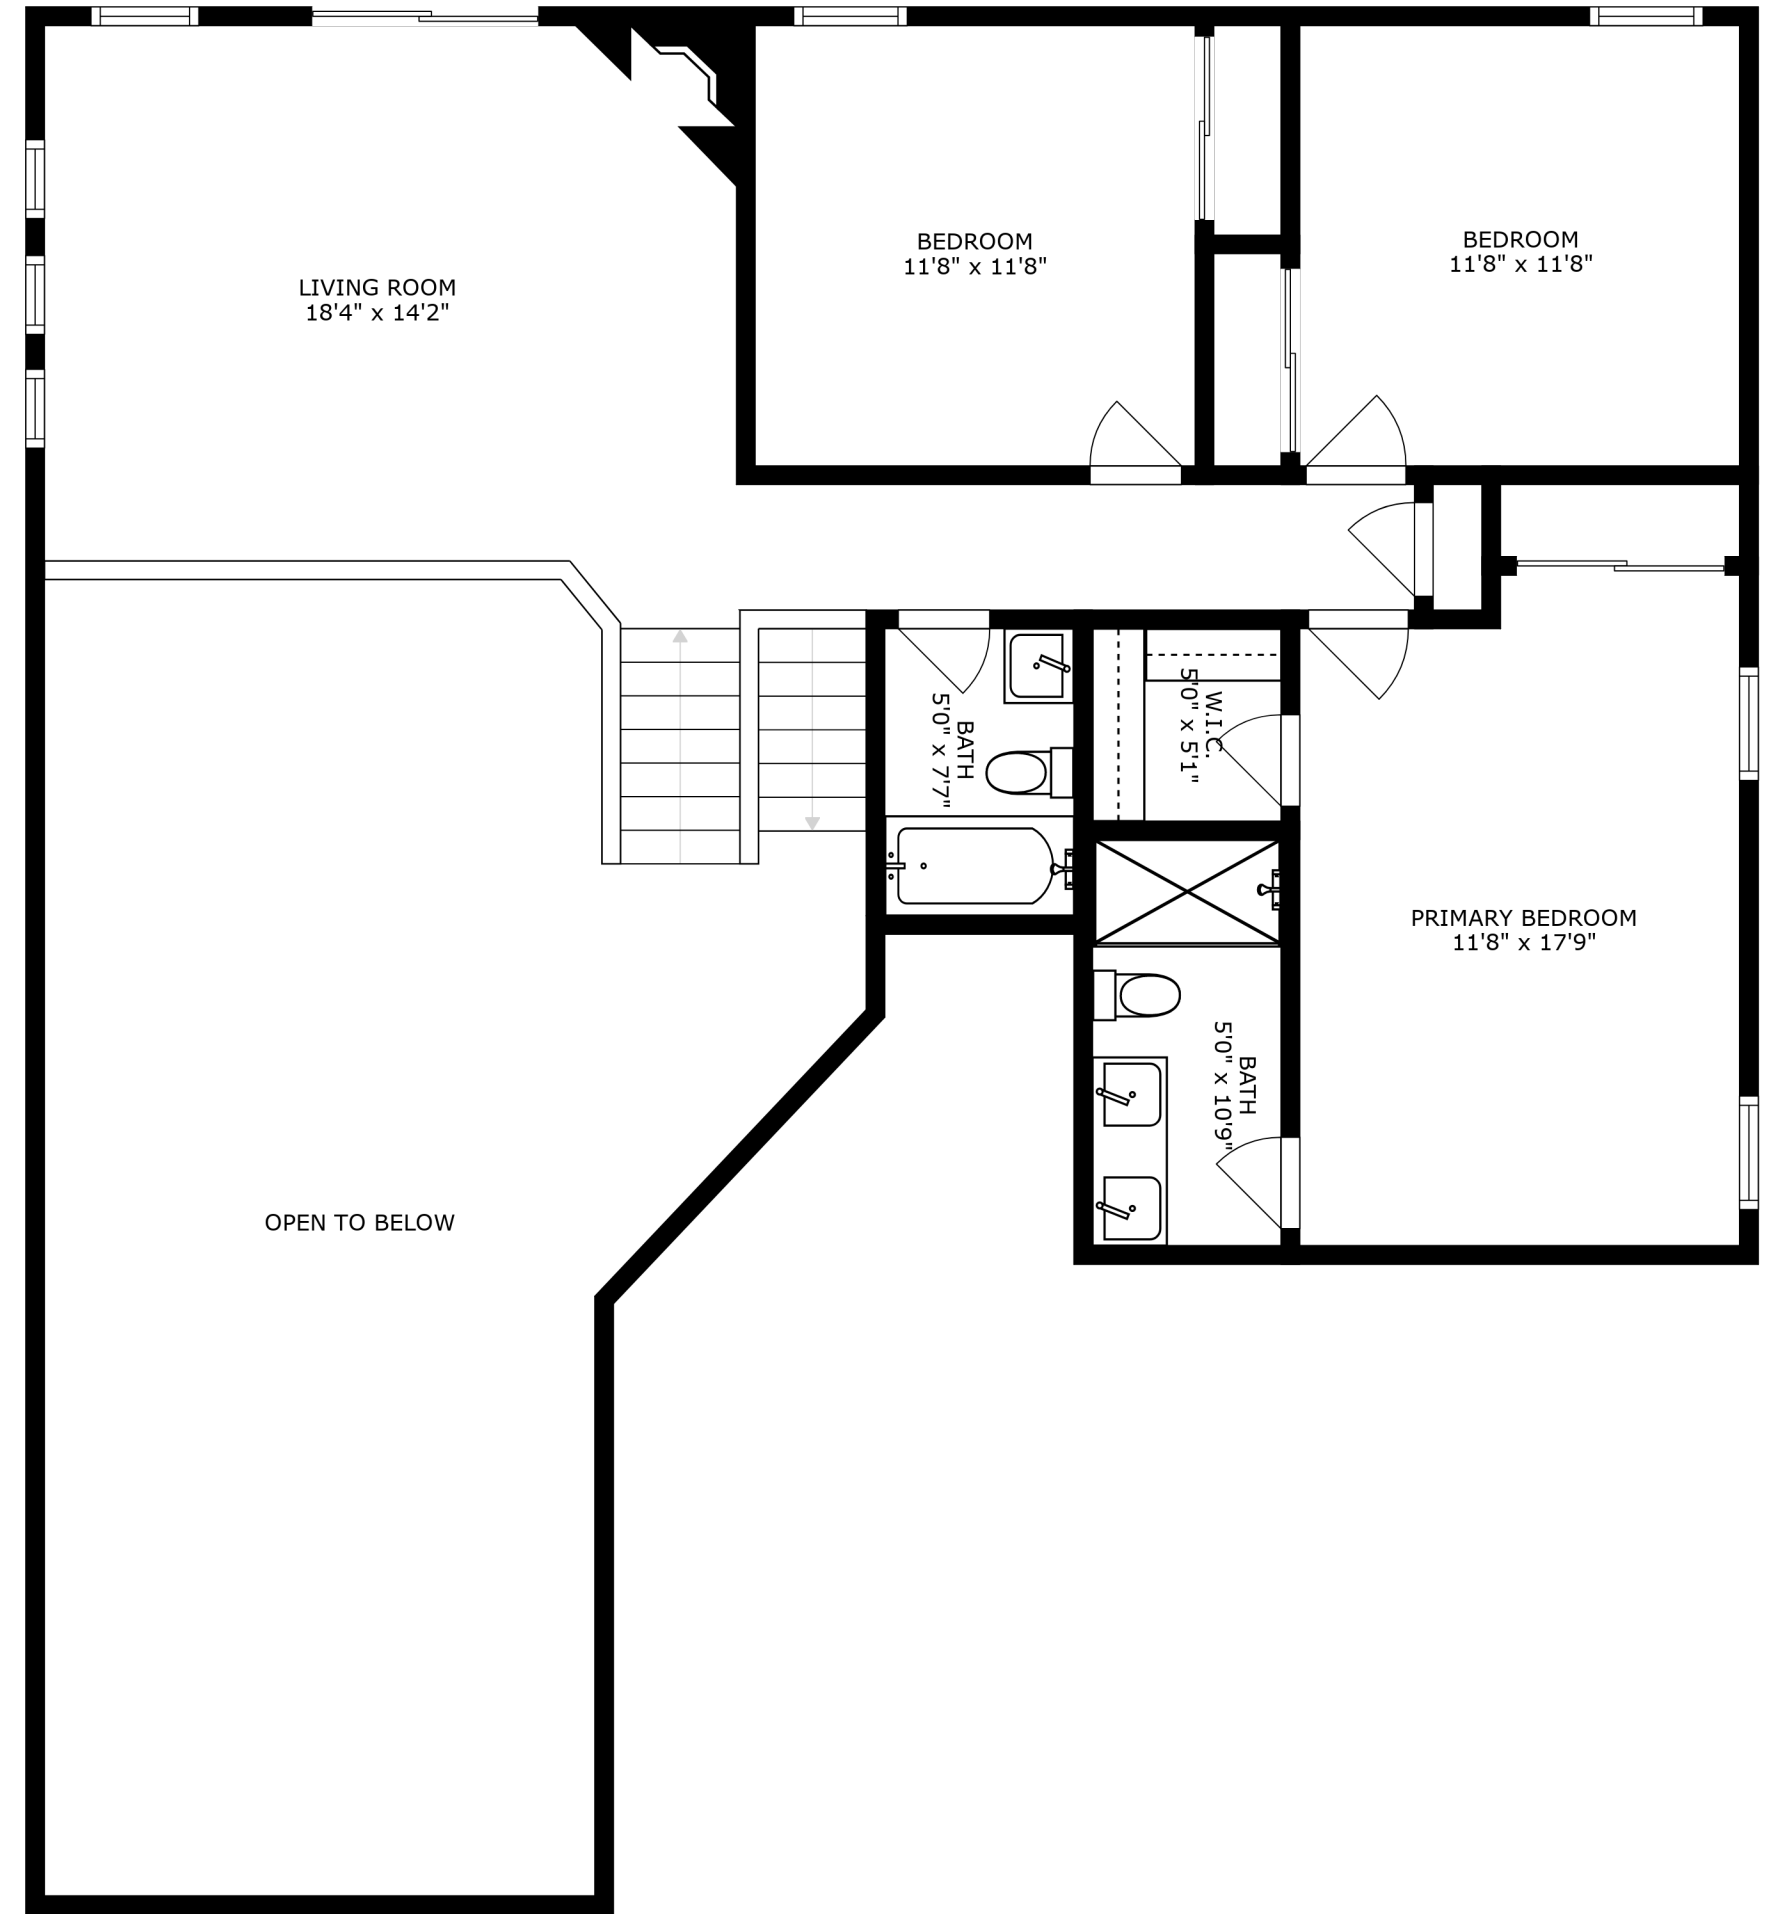 BEDROOM
11'8" x 11'8"
BEDROOM
11'8" x 11'8"
LIVING ROOM
18'4" x 14'2"
BATH
5'0" x 7'7"
W.I.C.
5'0" x 5'1"
PRIMARY BEDROOM
11'8" x 17'9"
BATH
5'0" x 10'9"
OPEN TO BELOW